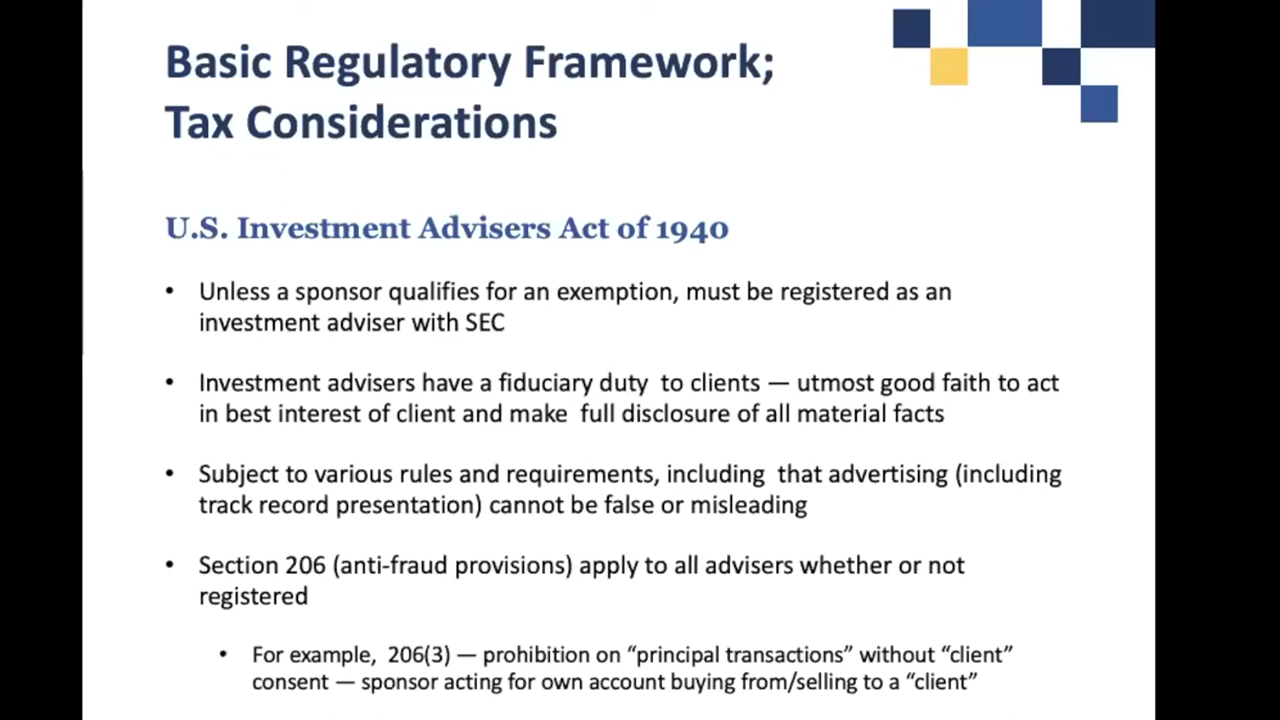 Basic Regulatory Framework;
Tax Considerations
U.S. Investment Advisers Act of 1940
• Unless a sponsor qualifies for an exemption, must be registered as an
investment adviser with SEC
• Investment advisers have a fiduciary duty  to clients — utmost good faith to act
in best interest of client and make  full disclosure of all material facts
• Subject to various rules and requirements, including  that advertising (including
track record presentation) cannot be false or misleading
• Section 206 (anti-fraud provisions) apply to all advisers whether or not
registered
• For example,  206(3) — prohibition on “principal transactions” without “client”
consent — sponsor acting for own account buying from/selling to a “client”